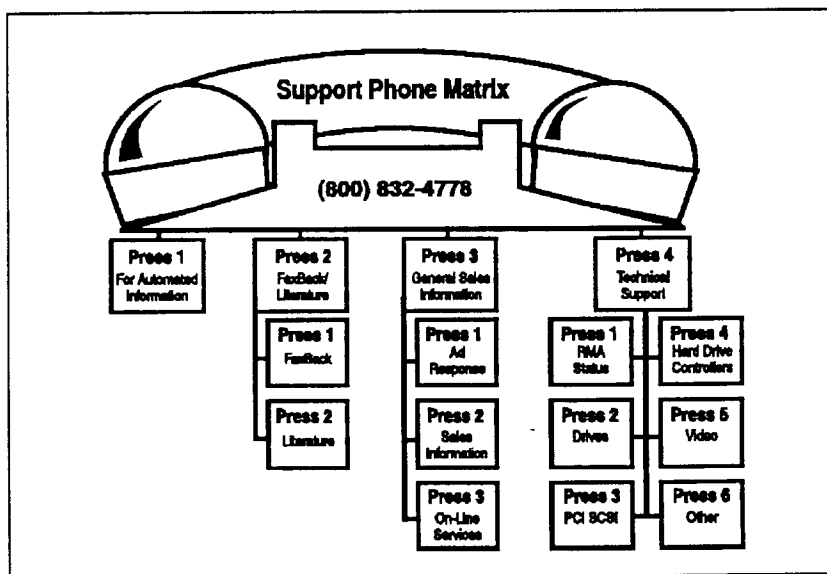 Support Phone Matrix
(800) 832-4778
Press 1
For Automated
Information
Press 2
FaxBack/
Literature
Press 1
FaxBack
Press 2
Literature
Press 3
General Sales
Information
Press 1
Ad
Response
Press 2
Sales
Information
Press 3
On-Line
Services
Press 4
Technical
Support
Press 1
RMA
Status
Press 2
Drives
Press 3
PCI SCSI
Press 4
Hard Drive
Controllers
Press 5
Video
Press 6
Other